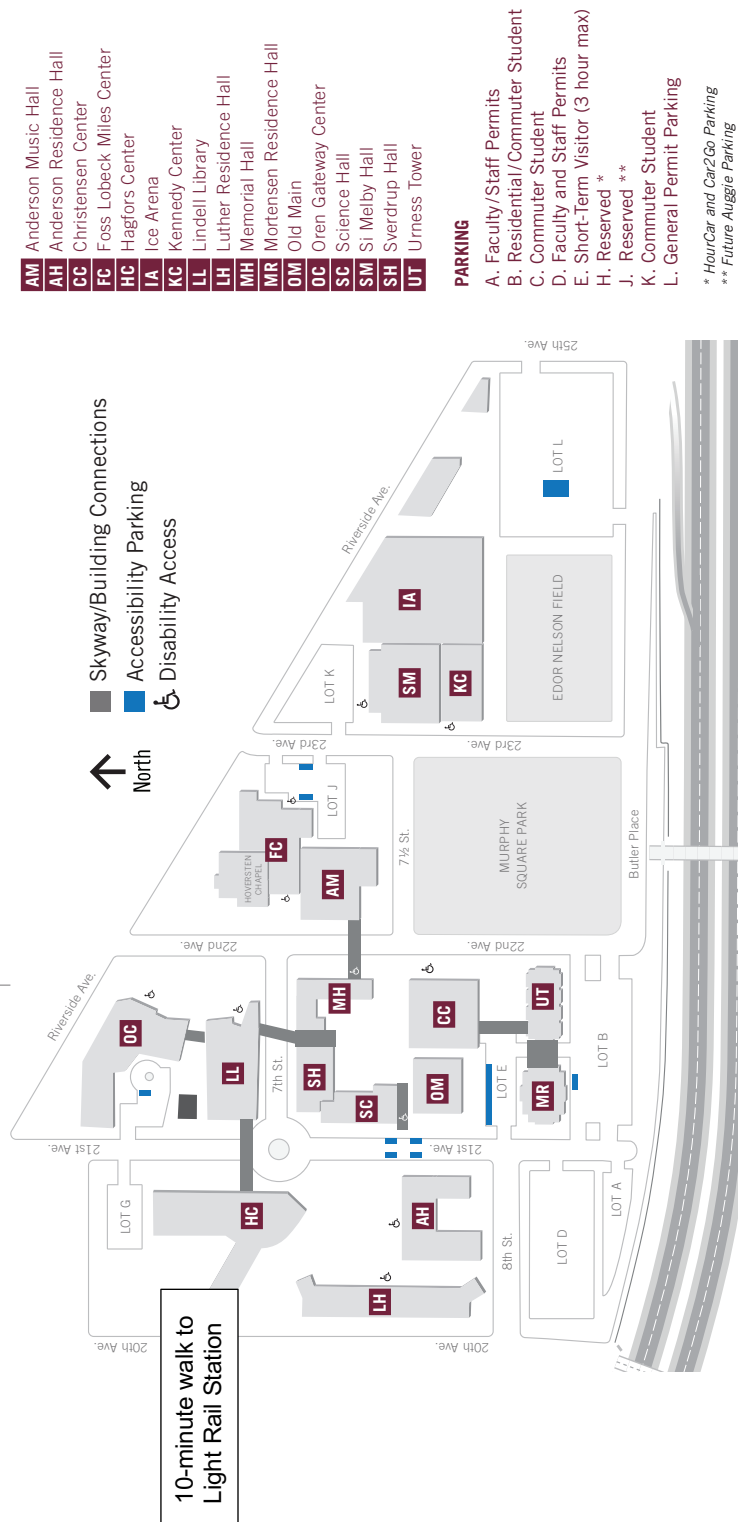 10-minute walk to
Light Rail Station
North
Skyway/Building Connections
Accessibility Parking
Disability Access
Riverside Ave.
OC
LL
21st Ave.
7th St.
LOT G
HC
20th Ave.
LH
AH
SH
MH
SC
22nd Ave.
HOVERSTEN
CHAPEL
FC
AM
LOT J
23rd Ave.
LOT K
Riverside Ave.
SM
IA
KC
7½ St.
CC
OM
21st Ave.
22nd Ave.
LOT E
UT
MR
8th St.
20th Ave.
LOT D
LOT A
LOT B
MURPHY
SQUARE PARK
Butler Place
23rd Ave.
EDOR NELSON FIELD
LOT L
25th Ave.
AM Anderson Music Hall
AH Anderson Residence Hall
CC Christensen Center
FC Foss Lobeck Miles Center
HC Hagfors Center
IA Ice Arena
KC Kennedy Center
LL Lindell Library
LH Luther Residence Hall
MH Memorial Hall
MR Mortensen Residence Hall
OM Old Main
OC Oren Gateway Center
SC Science Hall
SM Si Melby Hall
SH Sverdrup Hall
UT Urness Tower
PARKING
A. Faculty/Staff Permits
B. Residential/Commuter Student
C. Commuter Student
D. Faculty and Staff Permits
E. Short-Term Visitor (3 hour max)
H. Reserved *
J. Reserved **
K. Commuter Student
L. General Permit Parking
* HourCar and Car2Go Parking
** Future Auggie Parking